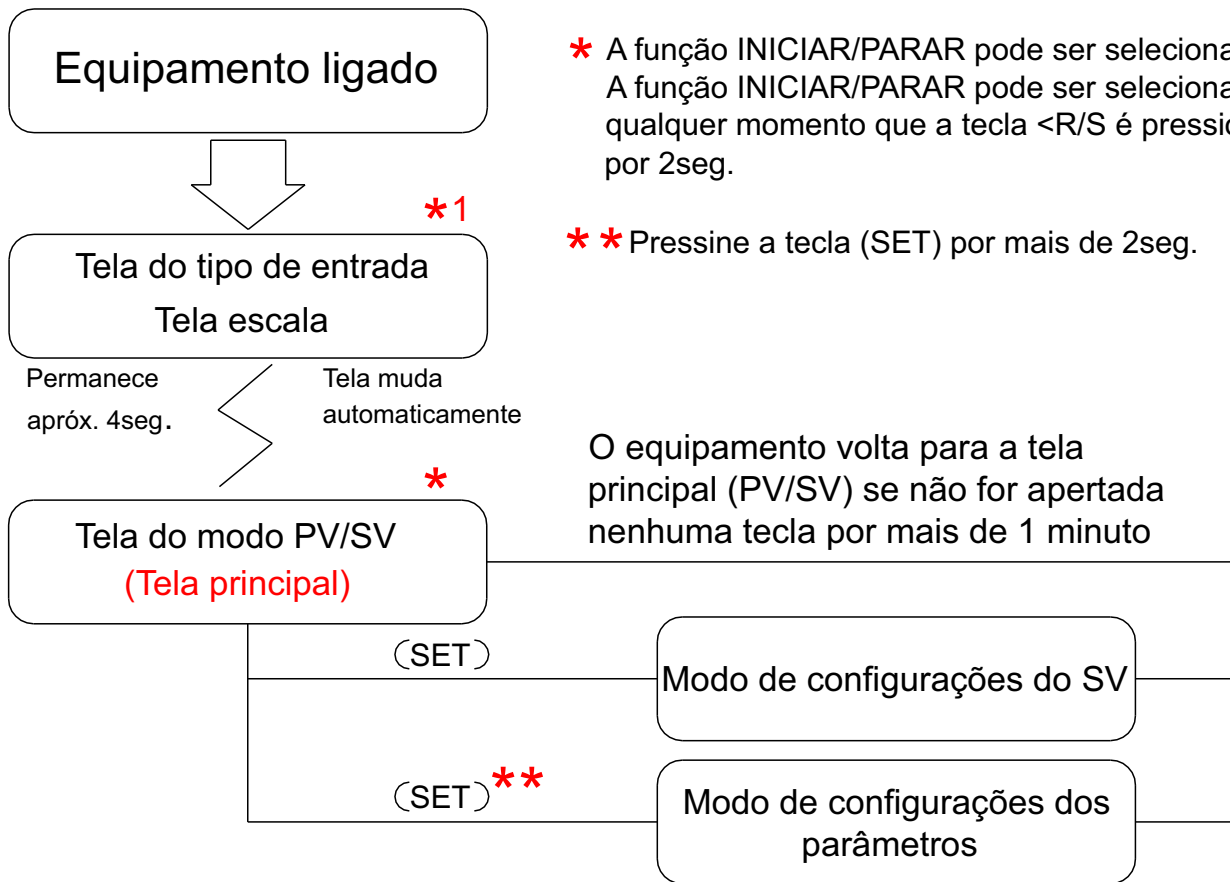 Equipamento ligado
* A função INICIAR/PARAR pode ser seleciona
A função INICIAR/PARAR pode ser seleciona
qualquer momento que a tecla <R/S é pressio
por 2seg.
*1
** Pressine a tecla (SET) por mais de 2seg.
Tela do tipo de entrada
Tela escala
Permanece
apróx. 4seg.
Tela muda
automaticamente
O equipamento volta para a tela
principal (PV/SV) se não for apertada
nenhuma tecla por mais de 1 minuto
*
Tela do modo PV/SV
(Tela principal)
(SET)
Modo de configurações do SV
(SET)**
Modo de configurações dos
parâmetros